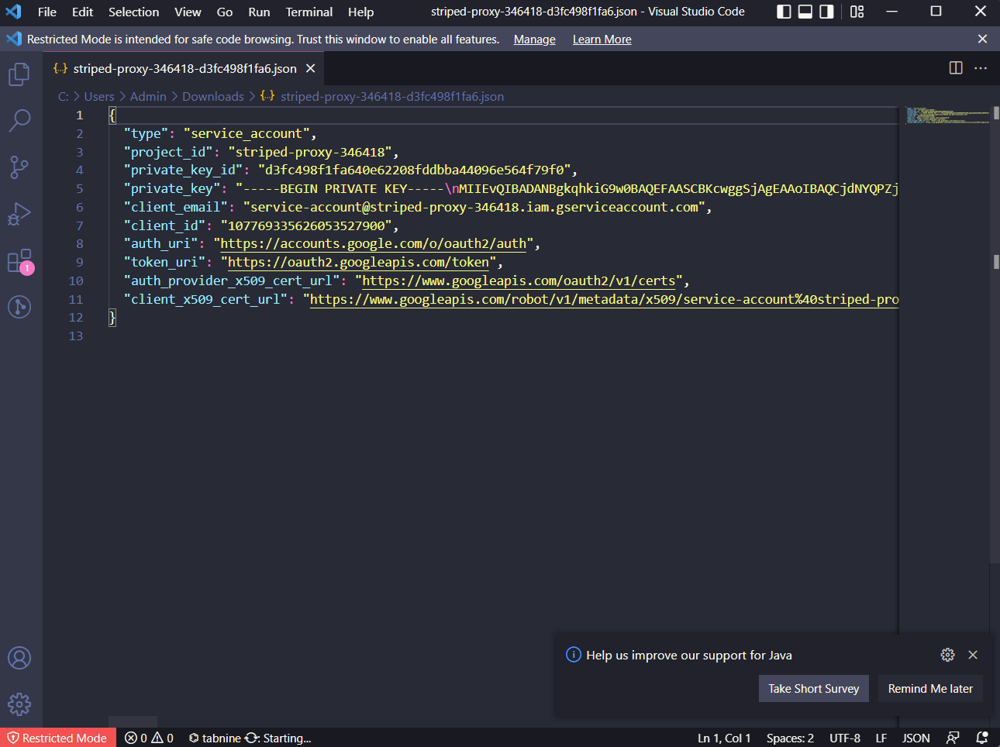 File Edit Selection View Go Run Terminal Help striped-proxy-346418-d3fc498f1fa6.json - Visual Studio Code
Restricted Mode is intended for safe code browsing. Trust this window to enable all features. Manage Learn More
{..} striped-proxy-346418-d3fc498f1fa6.json
C: > Users > Admin > Downloads > {..} striped-proxy-346418-d3fc498f1fa6.json
1 {
2 "type": "service_account",
3 "project_id": "striped-proxy-346418",
4 "private_key_id": "d3fc498f1fa640e62208fddbba44096e564f79f0",
5 "private_key": "-----BEGIN PRIVATE KEY-----\nMIIEvQIBADANBgkqhkiG9w0BAQEFAASCBKcwggSjAgEAAoIBAQCjdNYQPZj
6 "client_email": "service-account@striped-proxy-346418.iam.gserviceaccount.com",
7 "client_id": "107769335626053527900",
8 "auth_uri": "https://accounts.google.com/o/oauth2/auth",
9 "token_uri": "https://oauth2.googleapis.com/token",
10 "auth_provider_x509_cert_url": "https://www.googleapis.com/oauth2/v1/certs",
11 "client_x509_cert_url": "https://www.googleapis.com/robot/v1/metadata/x509/service-account%40striped-pro
12 }
13
1
Help us improve our support for Java
Take Short Survey Remind Me later
Restricted Mode 0 0 tabnine : Starting... Ln 1, Col 1 Spaces: 2 UTF-8 LF JSON